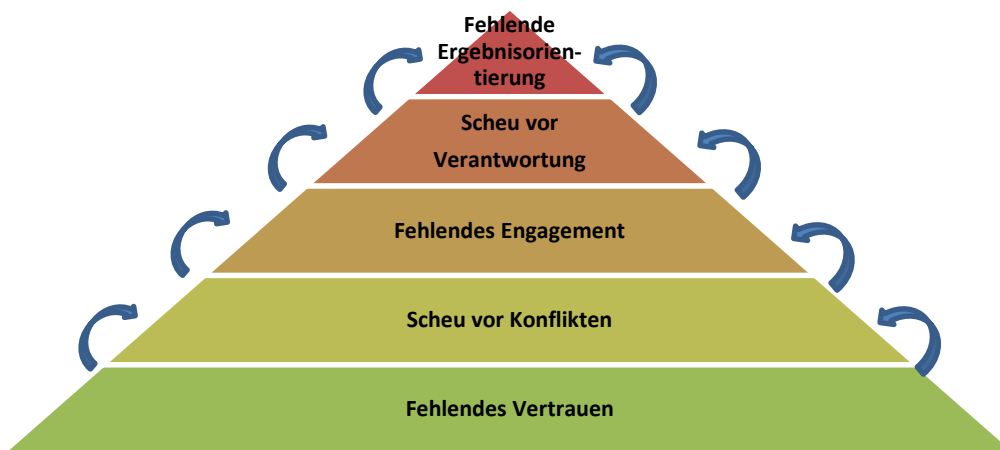 Fehlende
Ergebnisorien-
tierung
Scheu vor
Verantwortung
Fehlendes Engagement
Scheu vor Konflikten
Fehlendes Vertrauen